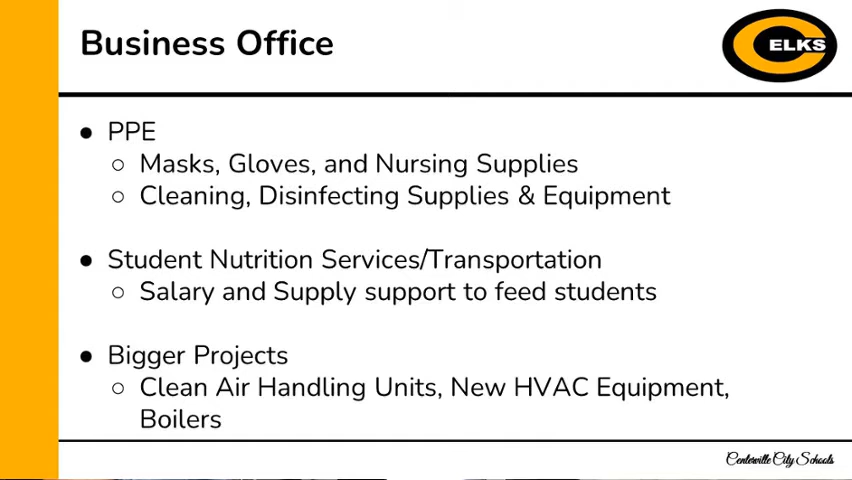 Business Office
ELKS
● PPE
○ Masks, Gloves, and Nursing Supplies
○ Cleaning, Disinfecting Supplies & Equipment
● Student Nutrition Services/Transportation
○ Salary and Supply support to feed students
● Bigger Projects
○ Clean Air Handling Units, New HVAC Equipment,
Boilers
Centerville City Schools